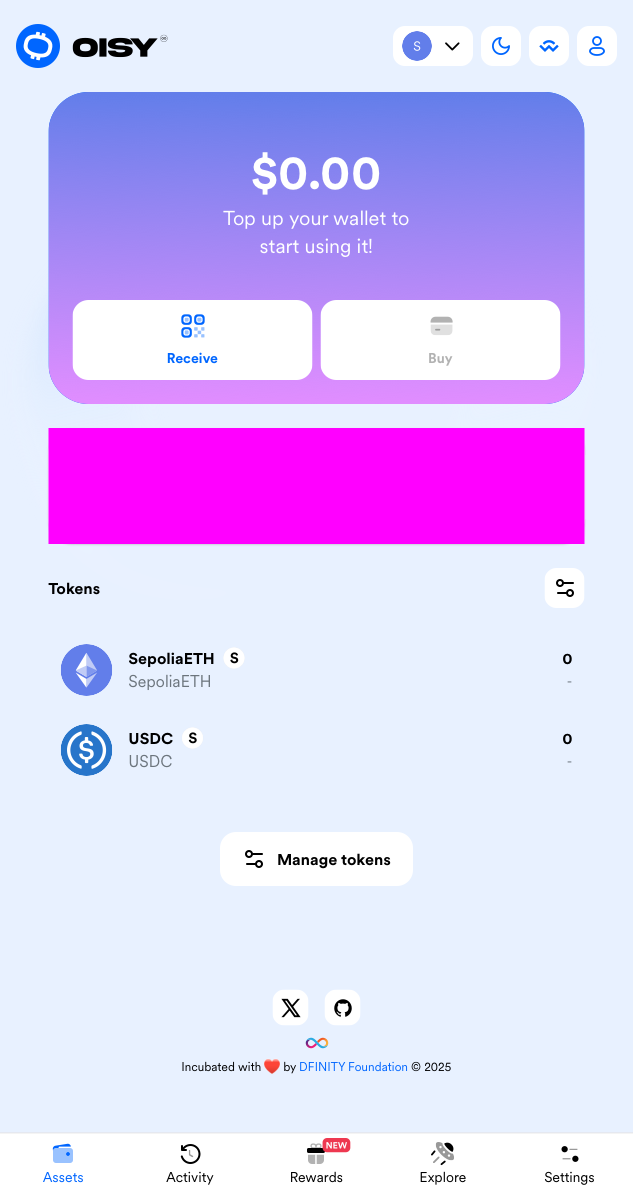 OISY
S
$0.00
Top up your wallet to
start using it!
Receive
Buy
Tokens
SepoliaETH S
0
SepoliaETH
-
USDC S
0
USDC
-
Manage tokens
Incubated with ❤️ by DFINITY Foundation © 2025
NEW
Assets
Activity
Rewards
Explore
Settings